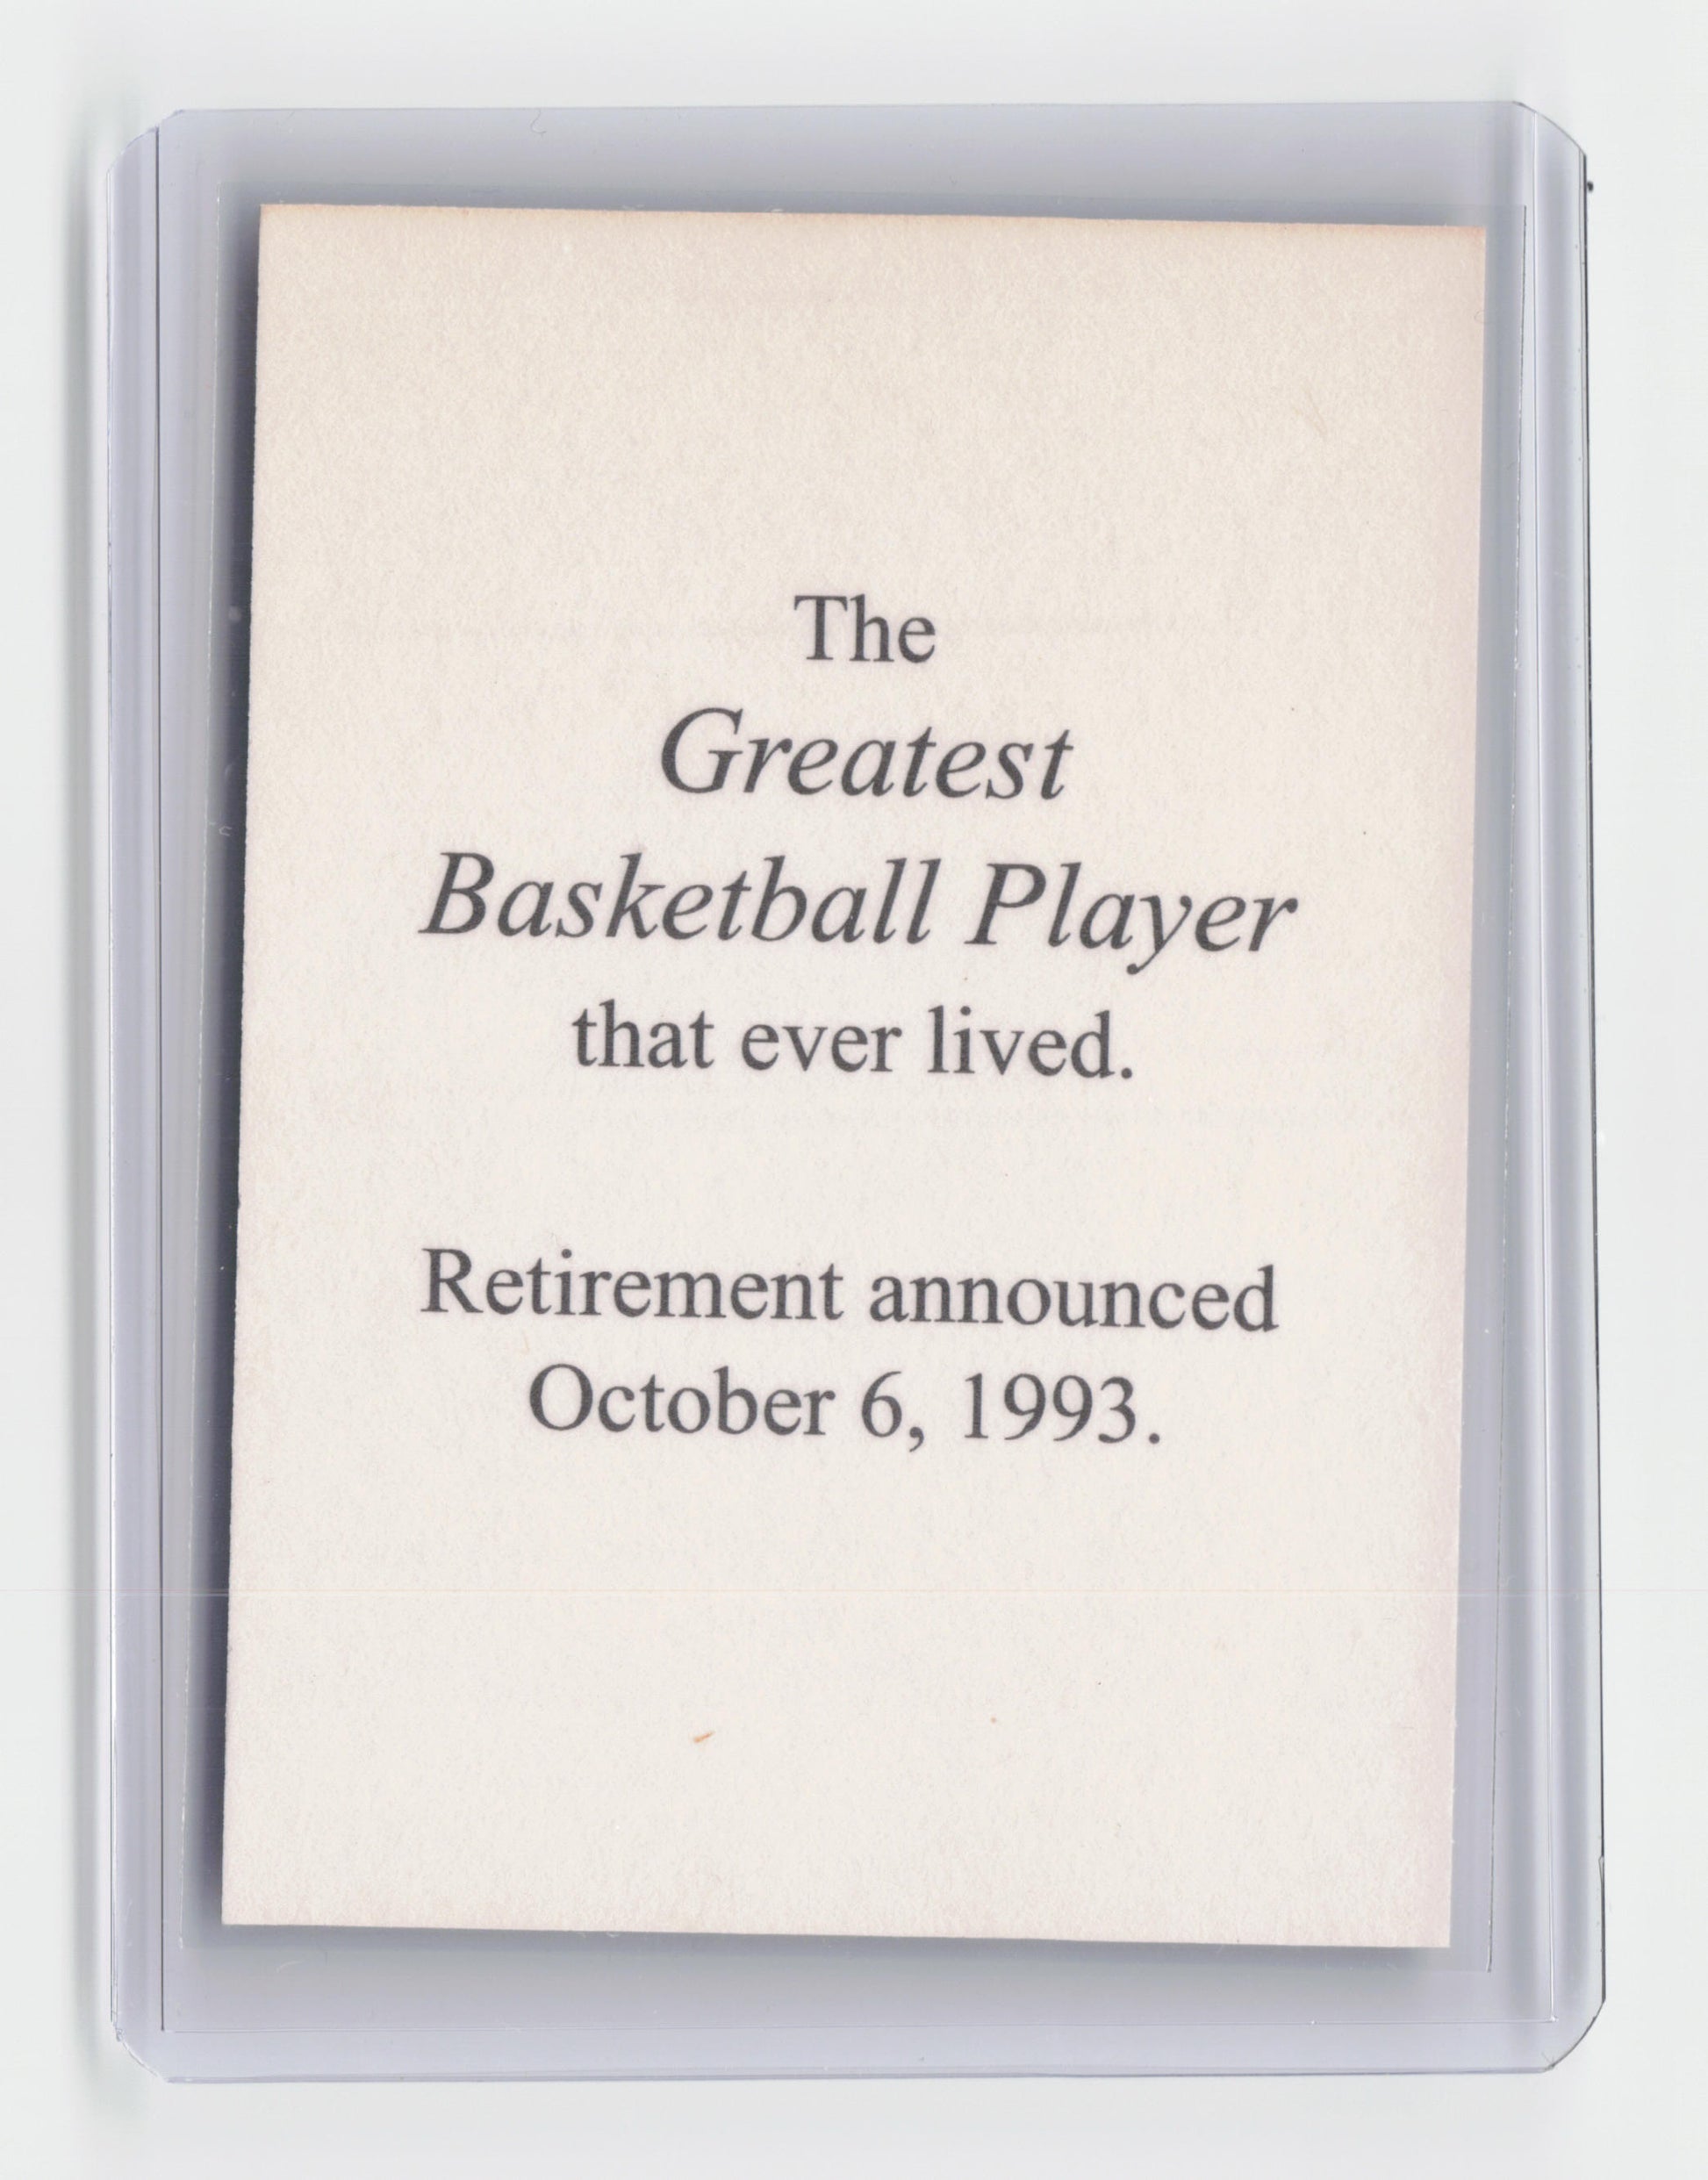 The
Greatest
Basketball Player
that ever lived.
Retirement announced
October 6, 1993.